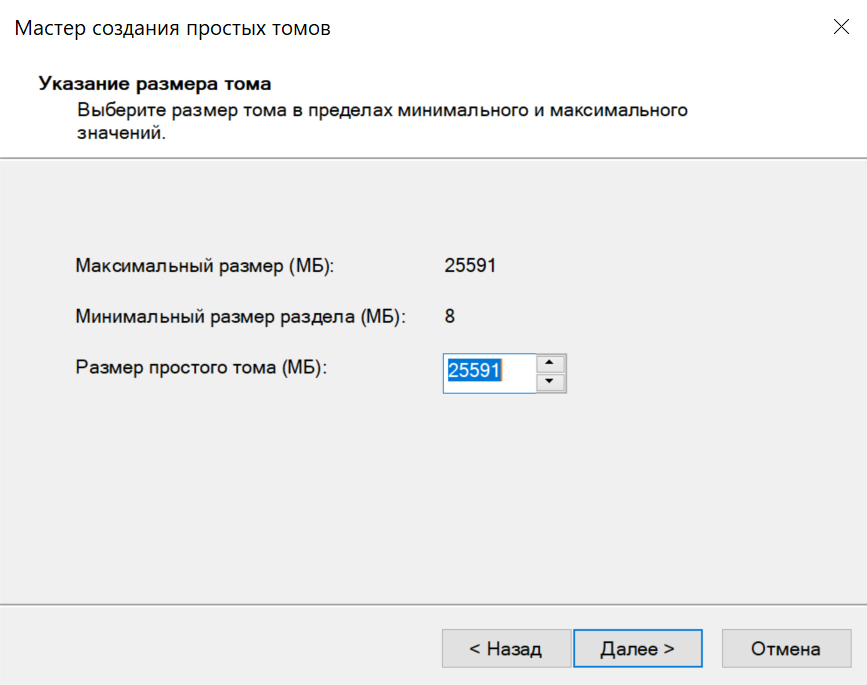 Мастер создания простых томов
Указание размера тома
Выберите размер тома в пределах минимального и максимального
значений.
Максимальный размер (МБ): 25591
Минимальный размер раздела (МБ): 8
Размер простого тома (МБ): 25591
< Назад Далее > Отмена